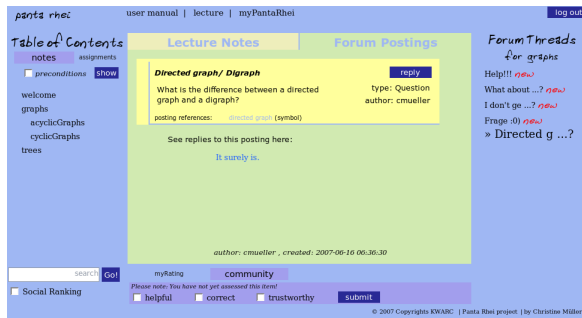 panta rhei
user manual | lecture | myPantaRhei
log out
Table of Contents
notes assignments
preconditions show
welcome
graphs
acyclicGraphs
cyclicGraphs
trees
search Go!
Social Ranking
Lecture Notes Forum Postings
Directed graph/ Digraph reply
What is the difference between a directed
graph and a digraph?
type: Question
author: cmueller
posting references: directed graph (symbol)
See replies to this posting here:
It surely is.
author: cmueller , created: 2007-06-16 06:36:30
myRating community
Please note: You have not yet assessed this item!
helpful correct trustworthy submit
Forum Threads
for graphs
Help!!! new
What about ...? new
I don't ge ...? new
Frage :0) new
» Directed g ...?
© 2007 Copyrights KWARC | Panta Rhei project | by Christine Müller